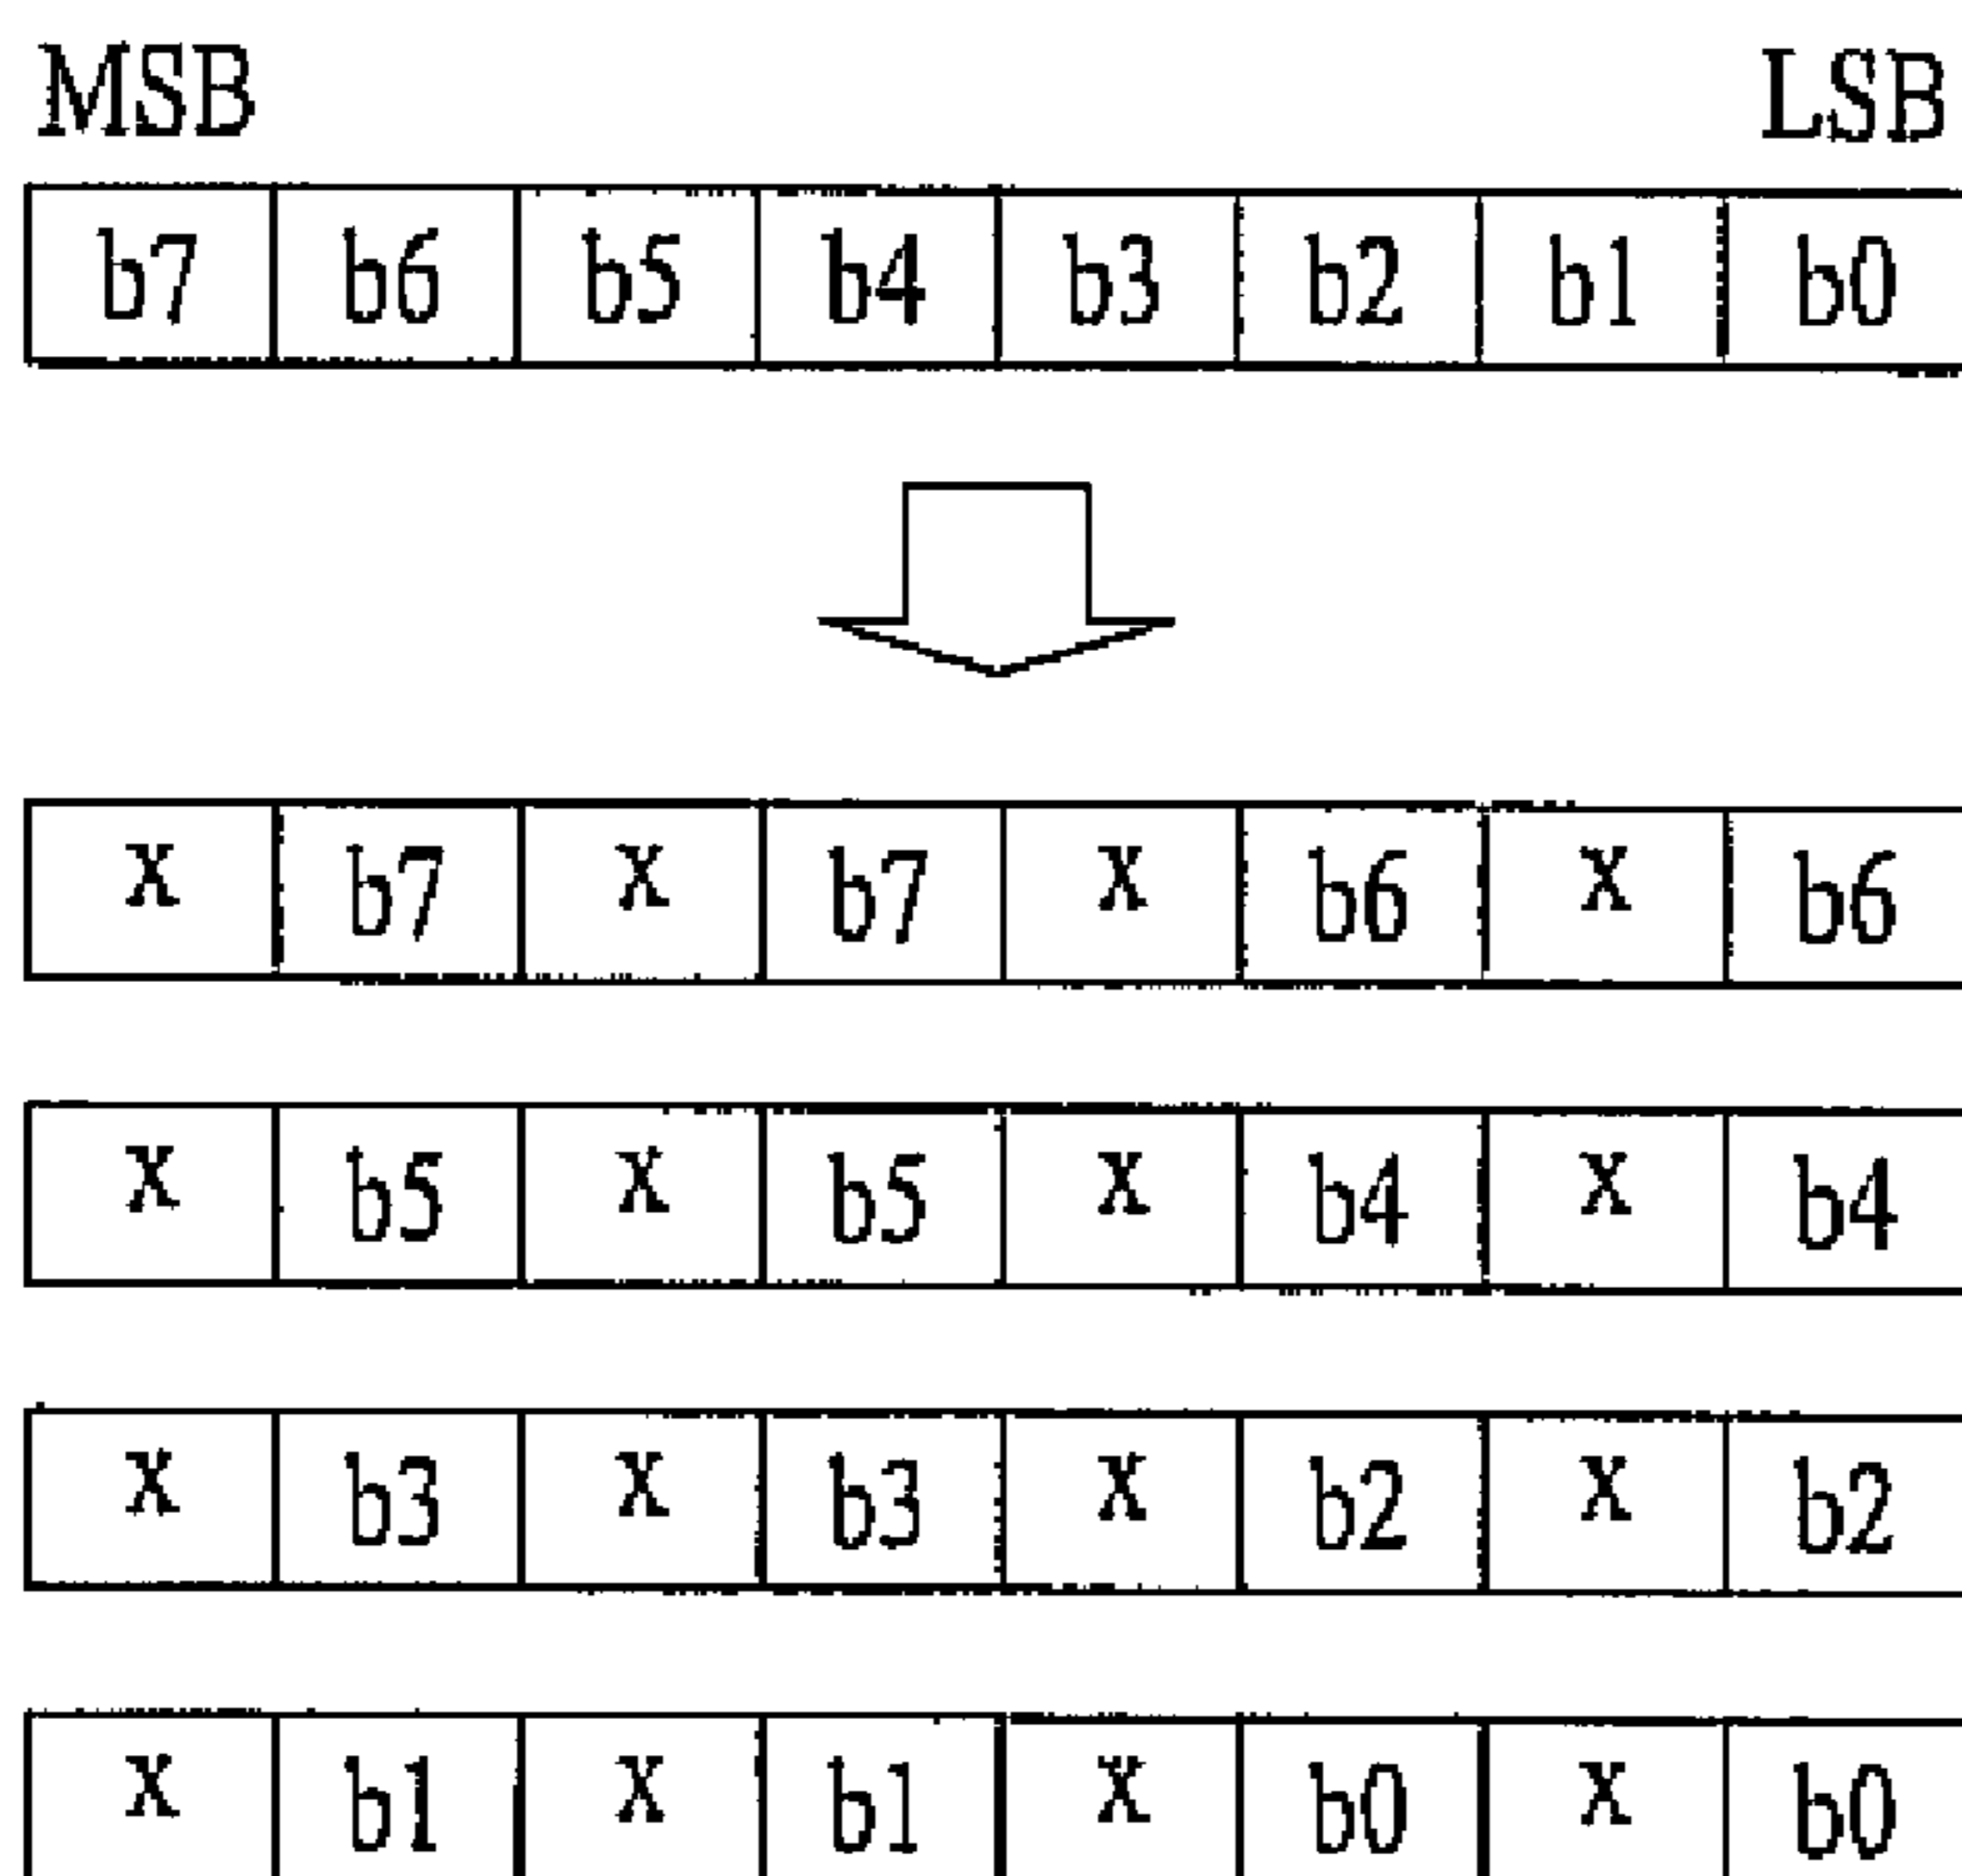 MSB LSB
b7 b6 b5 b4 b3 b2 b1 b0
x b7 x b7 x b6 x b6
x b5 x b5 x b4 x b4
x b3 x b3 x b2 x b2
x b1 x b1 x b0 x b0